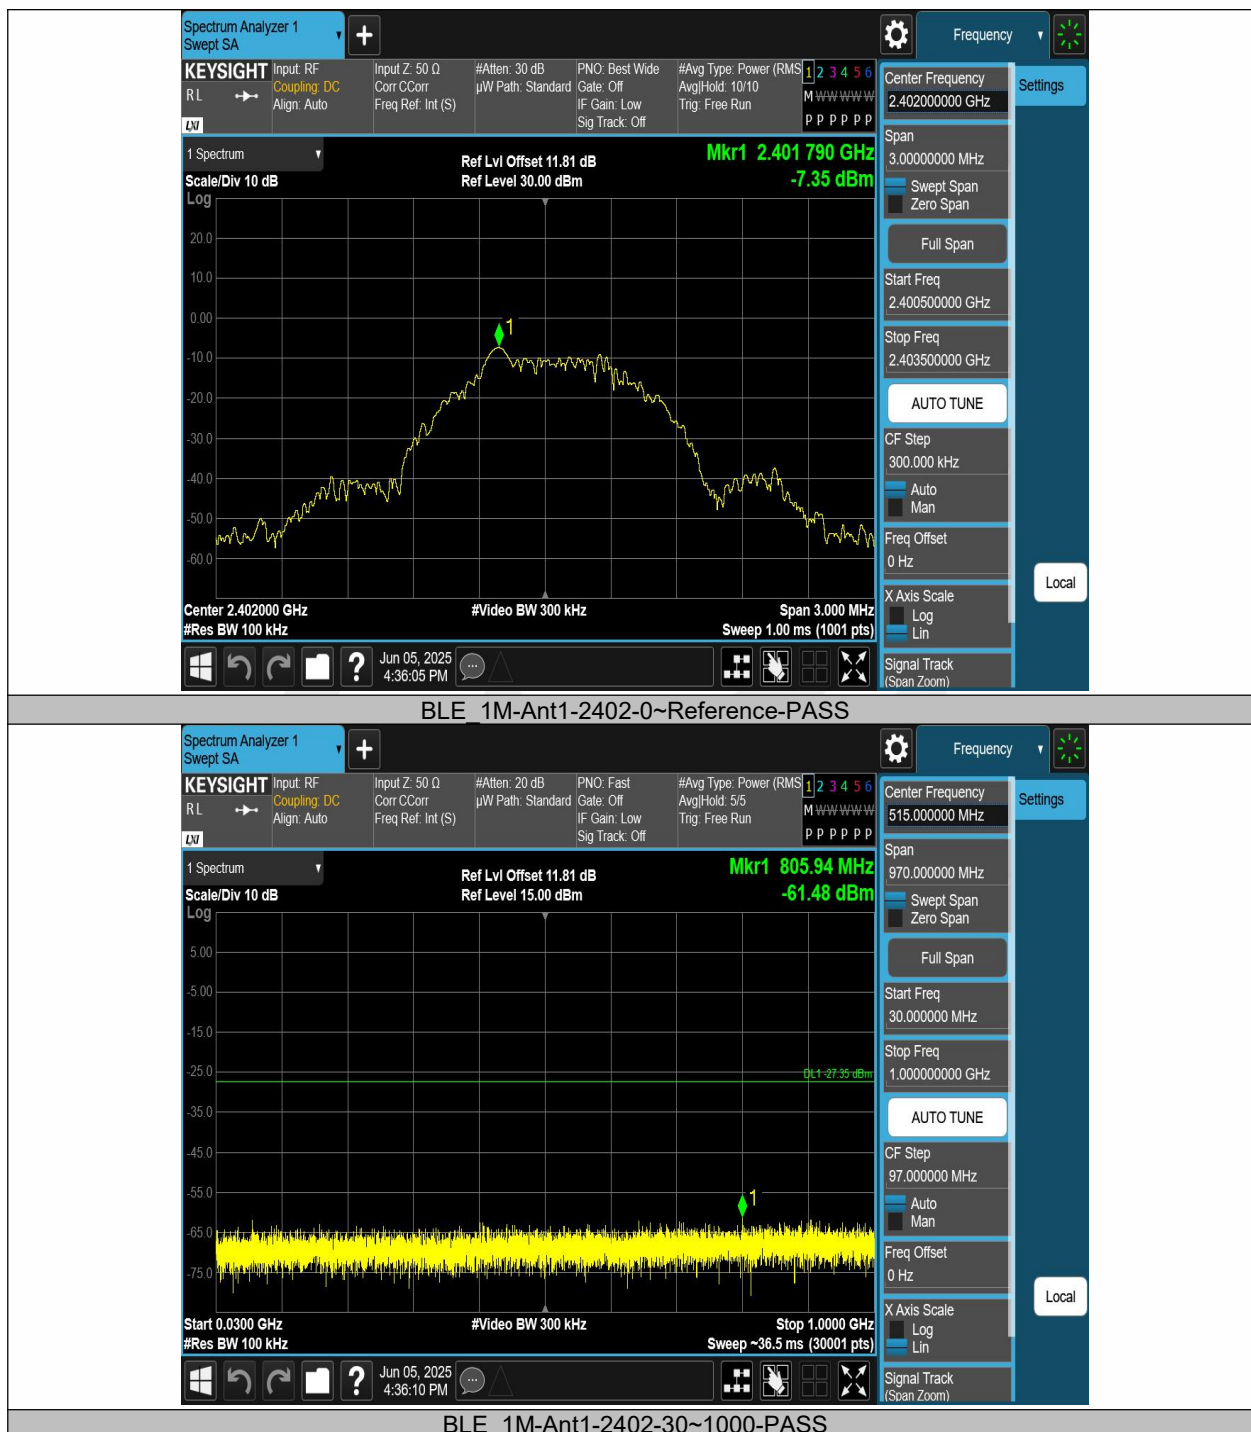 Spectrum Analyzer 1
Swept SA
Frequency
KEYSIGHT
RL
LXI
Input: RF
Coupling: DC
Align: Auto
Input Z: 50 Ω
Corr CCorr
Freq Ref: Int (S)
#Atten: 30 dB
µW Path: Standard
PNO: Best Wide
Gate: Off
IF Gain: Low
Sig Track: Off
#Avg Type: Power (RMS
Avg|Hold: 10/10
Trig: Free Run
1 2 3 4 5 6
M W W W W W
P P P P P P
1 Spectrum
Scale/Div 10 dB
Ref Lvl Offset 11.81 dB
Ref Level 30.00 dBm
Mkr1 2.401 790 GHz
-7.35 dBm
Log
20.0
10.0
0.00
-10.0
-20.0
-30.0
-40.0
-50.0
-60.0
1
Center 2.402000 GHz
#Res BW 100 kHz
#Video BW 300 kHz
Span 3.000 MHz
Sweep 1.00 ms (1001 pts)
Jun 05, 2025
4:36:05 PM
Center Frequency
2.402000000 GHz
Settings
Span
3.00000000 MHz
Swept Span
Zero Span
Full Span
Start Freq
2.400500000 GHz
Stop Freq
2.403500000 GHz
AUTO TUNE
CF Step
300.000 kHz
Auto
Man
Freq Offset
0 Hz
Local
X Axis Scale
Log
Lin
Signal Track
(Span Zoom)
BLE_1M-Ant1-2402-0~Reference-PASS
Spectrum Analyzer 1
Swept SA
Frequency
KEYSIGHT
RL
LXI
Input: RF
Coupling: DC
Align: Auto
Input Z: 50 Ω
Corr CCorr
Freq Ref: Int (S)
#Atten: 20 dB
µW Path: Standard
PNO: Fast
Gate: Off
IF Gain: Low
Sig Track: Off
#Avg Type: Power (RMS
Avg|Hold: 5/5
Trig: Free Run
1 2 3 4 5 6
M W W W W W
P P P P P P
1 Spectrum
Scale/Div 10 dB
Ref Lvl Offset 11.81 dB
Ref Level 15.00 dBm
Mkr1 805.94 MHz
-61.48 dBm
Log
5.00
-5.00
-15.0
-25.0
-35.0
-45.0
-55.0
-65.0
-75.0
DL1 -27.35 dBm
1
Start 0.0300 GHz
#Res BW 100 kHz
#Video BW 300 kHz
Stop 1.0000 GHz
Sweep ~36.5 ms (30001 pts)
Jun 05, 2025
4:36:10 PM
Center Frequency
515.000000 MHz
Settings
Span
970.000000 MHz
Swept Span
Zero Span
Full Span
Start Freq
30.000000 MHz
Stop Freq
1.000000000 GHz
AUTO TUNE
CF Step
97.000000 MHz
Auto
Man
Freq Offset
0 Hz
Local
X Axis Scale
Log
Lin
Signal Track
(Span Zoom)
BLE_1M-Ant1-2402-30~1000-PASS